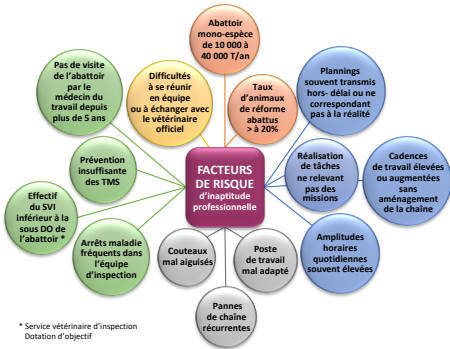 Abattoir
mono-espèce
de 10 000 à
40 000 T/an
Pas de visite
de l'abattoir
par le
médecin du
travail depuis
plus de 5 ans
Difficultés
à se réunir
en équipe
ou à échanger avec
le vétérinaire
officiel
Taux
d'animaux
de réforme
abattus
> à 20%
Plannings
souvent transmis
hors- délai ou ne
correspondant
pas à la réalité
Prévention
insuffisante
des TMS
FACTEURS
DE RISQUE
d'inaptitude
professionnelle
Réalisation
de tâches
ne relevant
pas des
missions
Cadences
de travail élevées
ou augmentées
sans
aménagement
de la chaîne
Effectif
du SVI
inférieur à la
sous DO de
l'abattoir *
Arrêts maladie
fréquents dans
l'équipe
d'inspection
Couteaux
mal aiguisés
Poste
de travail
mal adapté
Amplitudes
horaires
quotidiennes
souvent élevées
Pannes
de chaîne
récurrentes
* Service vétérinaire d'inspection
Dotation d'objectif